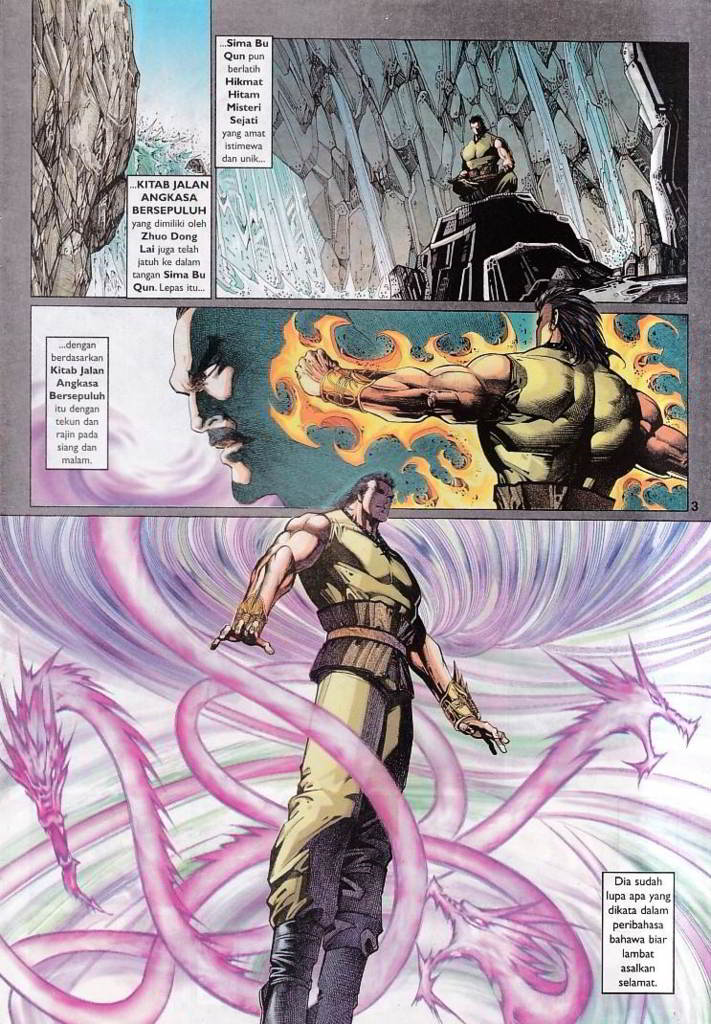 ...KITAB JALAN
ANGKASA
BERSEPULUH
yang dimiliki oleh
Zhuo Dong
Lai juga telah
jatuh ke dalam
tangan Sima Bu
Qun. Lepas itu...
...Sima Bu
Qun pun
berlatih
Hikmat
Hitam
Misteri
Sejati
yang amat
istimewa
dan unik...
...dengan
berdasarkan
Kitab Jalan
Angkasa
Bersepuluh
itu dengan
tekun dan
rajin pada
siang dan
malam.
3
Dia sudah
lupa apa yang
dikata dalam
peribahasa
bahawa biar
lambat
asalkan
selamat.